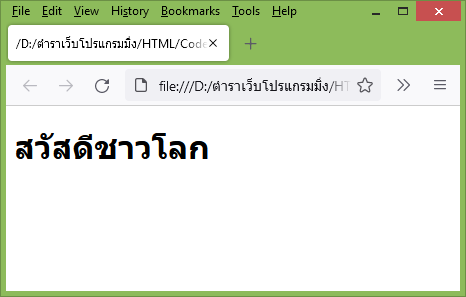 File Edit View History Bookmarks Tools Help
/D:/ตำราเว็บโปรแกรมมิ่ง/HTML/Code
file:///D:/ตำราเว็บโปรแกรมมิ่ง/HT
สวัสดีชาวโลก